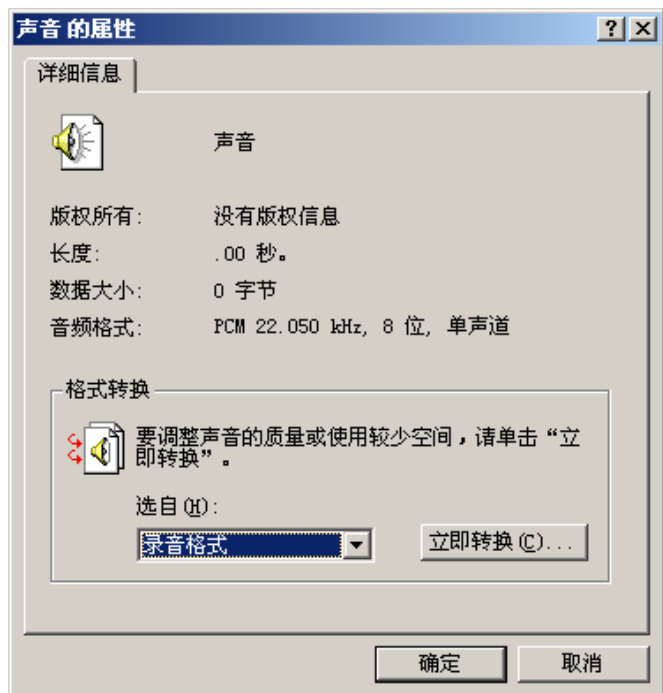 声音 的属性
详细信息
声音
版权所有: 没有版权信息
长度: .00 秒。
数据大小: 0 字节
音频格式: PCM 22.050 kHz, 8 位, 单声道
格式转换
要调整声音的质量或使用较少空间，请单击“立
即转换”。
选自(H):
录音格式 立即转换(C)...
确定 取消